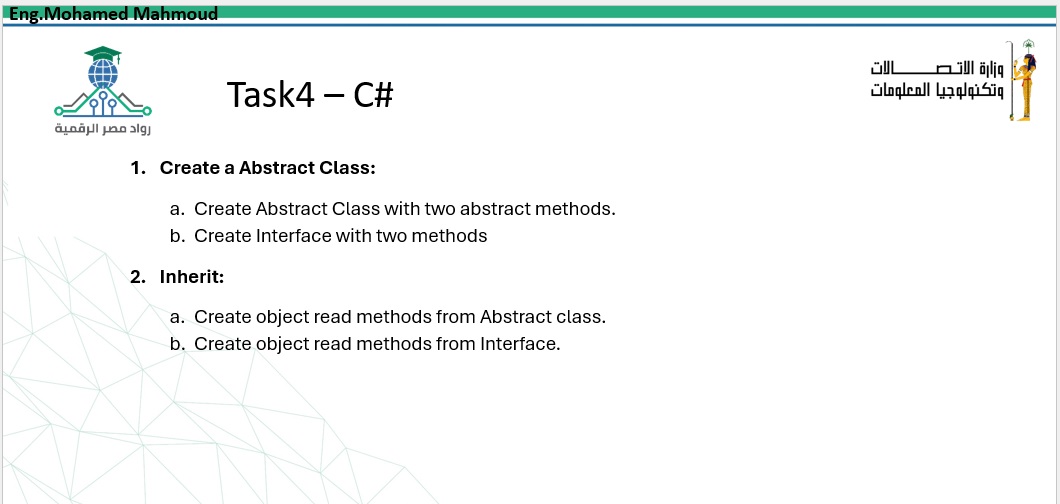 Eng.Mohamed Mahmoud
رواد مصر الرقمية
Task4 – C#
وزارة الاتصالات
وتكنولوجيا المعلومات
1. Create a Abstract Class:
a. Create Abstract Class with two abstract methods.
b. Create Interface with two methods
2. Inherit:
a. Create object read methods from Abstract class.
b. Create object read methods from Interface.